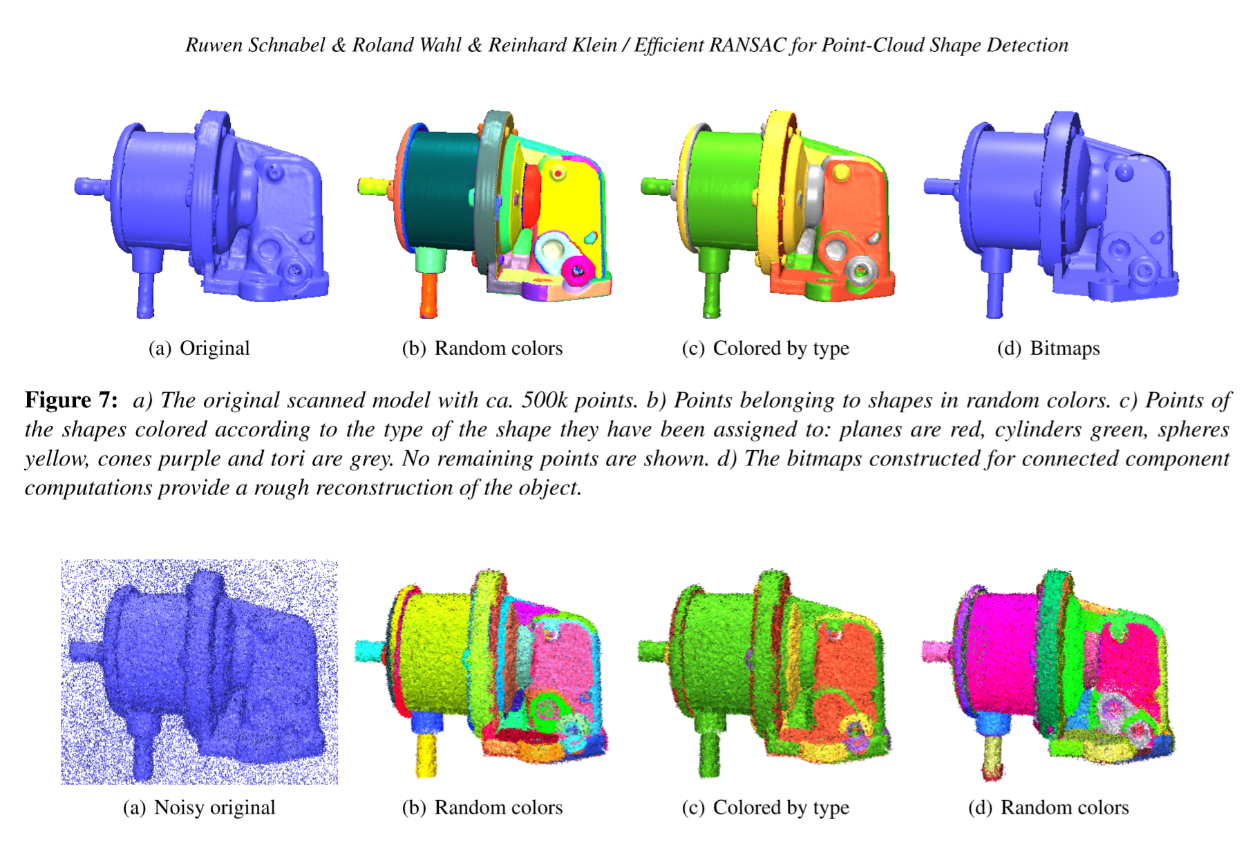 Ruwen Schnabel & Roland Wahl & Reinhard Klein / Efficient RANSAC for Point-Cloud Shape Detection
(a) Original
(b) Random colors
(c) Colored by type
(d) Bitmaps
Figure 7: a) The original scanned model with ca. 500k points. b) Points belonging to shapes in random colors. c) Points of
the shapes colored according to the type of the shape they have been assigned to: planes are red, cylinders green, spheres
yellow, cones purple and tori are grey. No remaining points are shown. d) The bitmaps constructed for connected component
computations provide a rough reconstruction of the object.
(a) Noisy original
(b) Random colors
(c) Colored by type
(d) Random colors